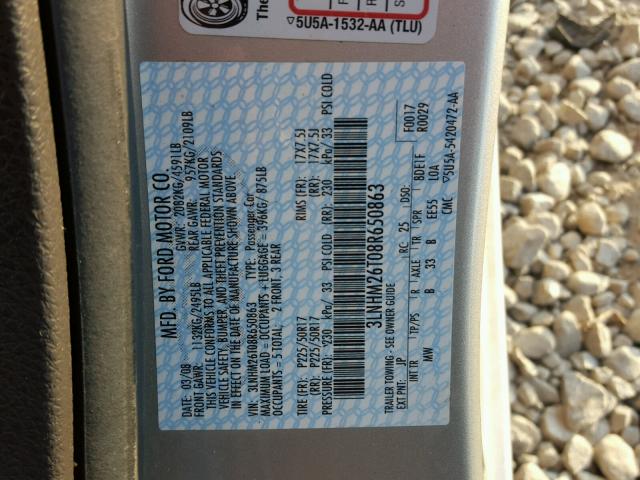 The
5U5A-1532-AA (TLU)
MFD. BY FORD MOTOR CO.
DATE: 03/08 GVWR: 2082KG/4591LB
FRONT GAWR: 1132KG/2495LB REAR GAWR: 957KG/2109LB
THIS VEHICLE CONFORMS TO ALL APPLICABLE FEDERAL MOTOR
VEHICLE SAFETY, BUMPER, AND THEFT PREVENTION STANDARDS
IN EFFECT ON THE DATE OF MANUFACTURE SHOWN ABOVE.
VIN: 3LNHM26T08R650863 TYPE: Passenger Car
MAXIMUM LOAD = OCCUPANTS + LUGGAGE = 396KG/ 875LB
OCCUPANTS = 5 TOTAL; 2 FRONT, 3 REAR
TIRE (FR): P225/50R17 RIMS (FR): 17X7.5J
(RR): P225/50R17 (RR): 17X7.5J
PRESSURE (FR): 230 kPa/ 33 PSI COLD (RR): 230 kPa/ 33 PSI COLD
3LNHM26T08R650863
TRAILER TOWING - SEE OWNER GUIDE F0017
EXT PNT: JP RC: 25 DSO: R0029
INT TR TP/PS R AXLE TR SPR BDETF
MW B 33 B EE55 LOA
CMC 5U5A-5420472-AA